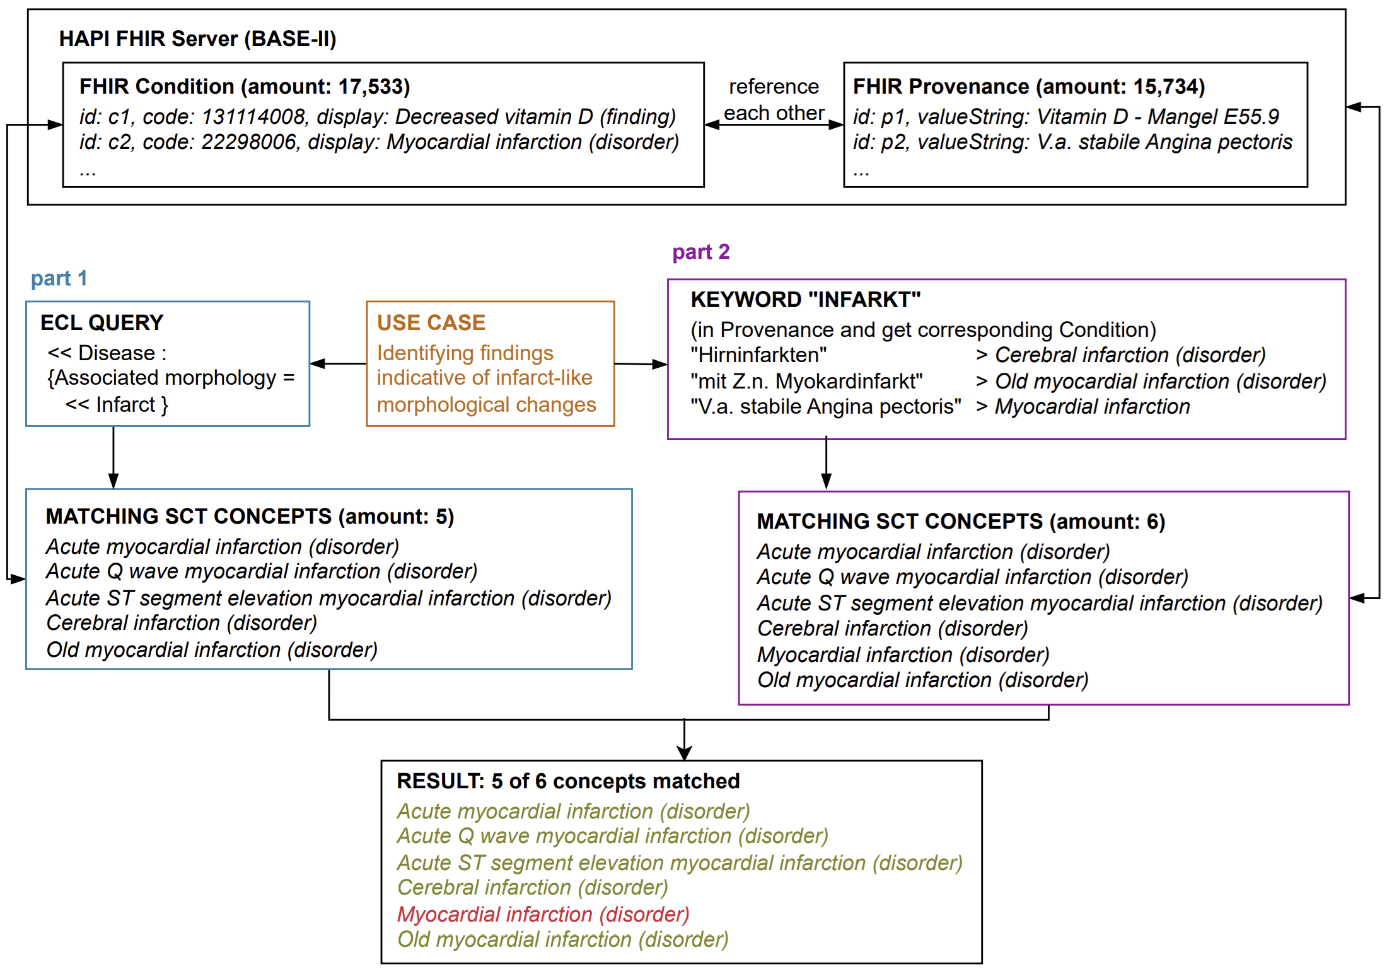 HAPI FHIR Server (BASE-II)
FHIR Condition (amount: 17,533)
id: c1, code: 131114008, display: Decreased vitamin D (finding)
id: c2, code: 22298006, display: Myocardial infarction (disorder)
...
reference
each other
FHIR Provenance (amount: 15,734)
id: p1, valueString: Vitamin D - Mangel E55.9
id: p2, valueString: V.a. stabile Angina pectoris
...
part 1
ECL QUERY
<< Disease :
{Associated morphology =
<< Infarct }
USE CASE
Identifying findings
indicative of infarct-like
morphological changes
part 2
KEYWORD "INFARKT"
(in Provenance and get corresponding Condition)
"Hirninfarkten" > Cerebral infarction (disorder)
"mit Z.n. Myokardinfarkt" > Old myocardial infarction (disorder)
"V.a. stabile Angina pectoris" > Myocardial infarction
MATCHING SCT CONCEPTS (amount: 5)
Acute myocardial infarction (disorder)
Acute Q wave myocardial infarction (disorder)
Acute ST segment elevation myocardial infarction (disorder)
Cerebral infarction (disorder)
Old myocardial infarction (disorder)
MATCHING SCT CONCEPTS (amount: 6)
Acute myocardial infarction (disorder)
Acute Q wave myocardial infarction (disorder)
Acute ST segment elevation myocardial infarction (disorder)
Cerebral infarction (disorder)
Myocardial infarction (disorder)
Old myocardial infarction (disorder)
RESULT: 5 of 6 concepts matched
Acute myocardial infarction (disorder)
Acute Q wave myocardial infarction (disorder)
Acute ST segment elevation myocardial infarction (disorder)
Cerebral infarction (disorder)
Myocardial infarction (disorder)
Old myocardial infarction (disorder)